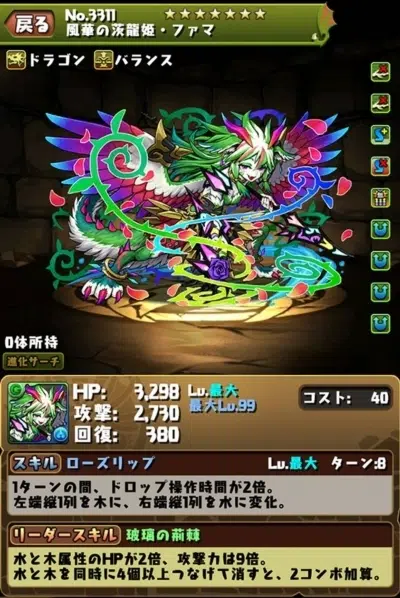 戻る
No.3311 ★★★★★★★
風華の茨龍姫・ファマ
ドラゴン バランス
0体所持
進化サーチ
HP: 3,298 Lv.最大
攻撃: 2,730 最大Lv.99
回復: 380
コスト: 40
スキル ローズリップ Lv.最大 ターン:8
1ターンの間、ドロップ操作時間が2倍。
左端縦1列を木に、右端縦1列を水に変化。
リーダースキル 玻璃の荊棘
水と木属性のHPが2倍、攻撃力は9倍。
水と木を同時に4個以上つなげて消すと、2コンボ加算。